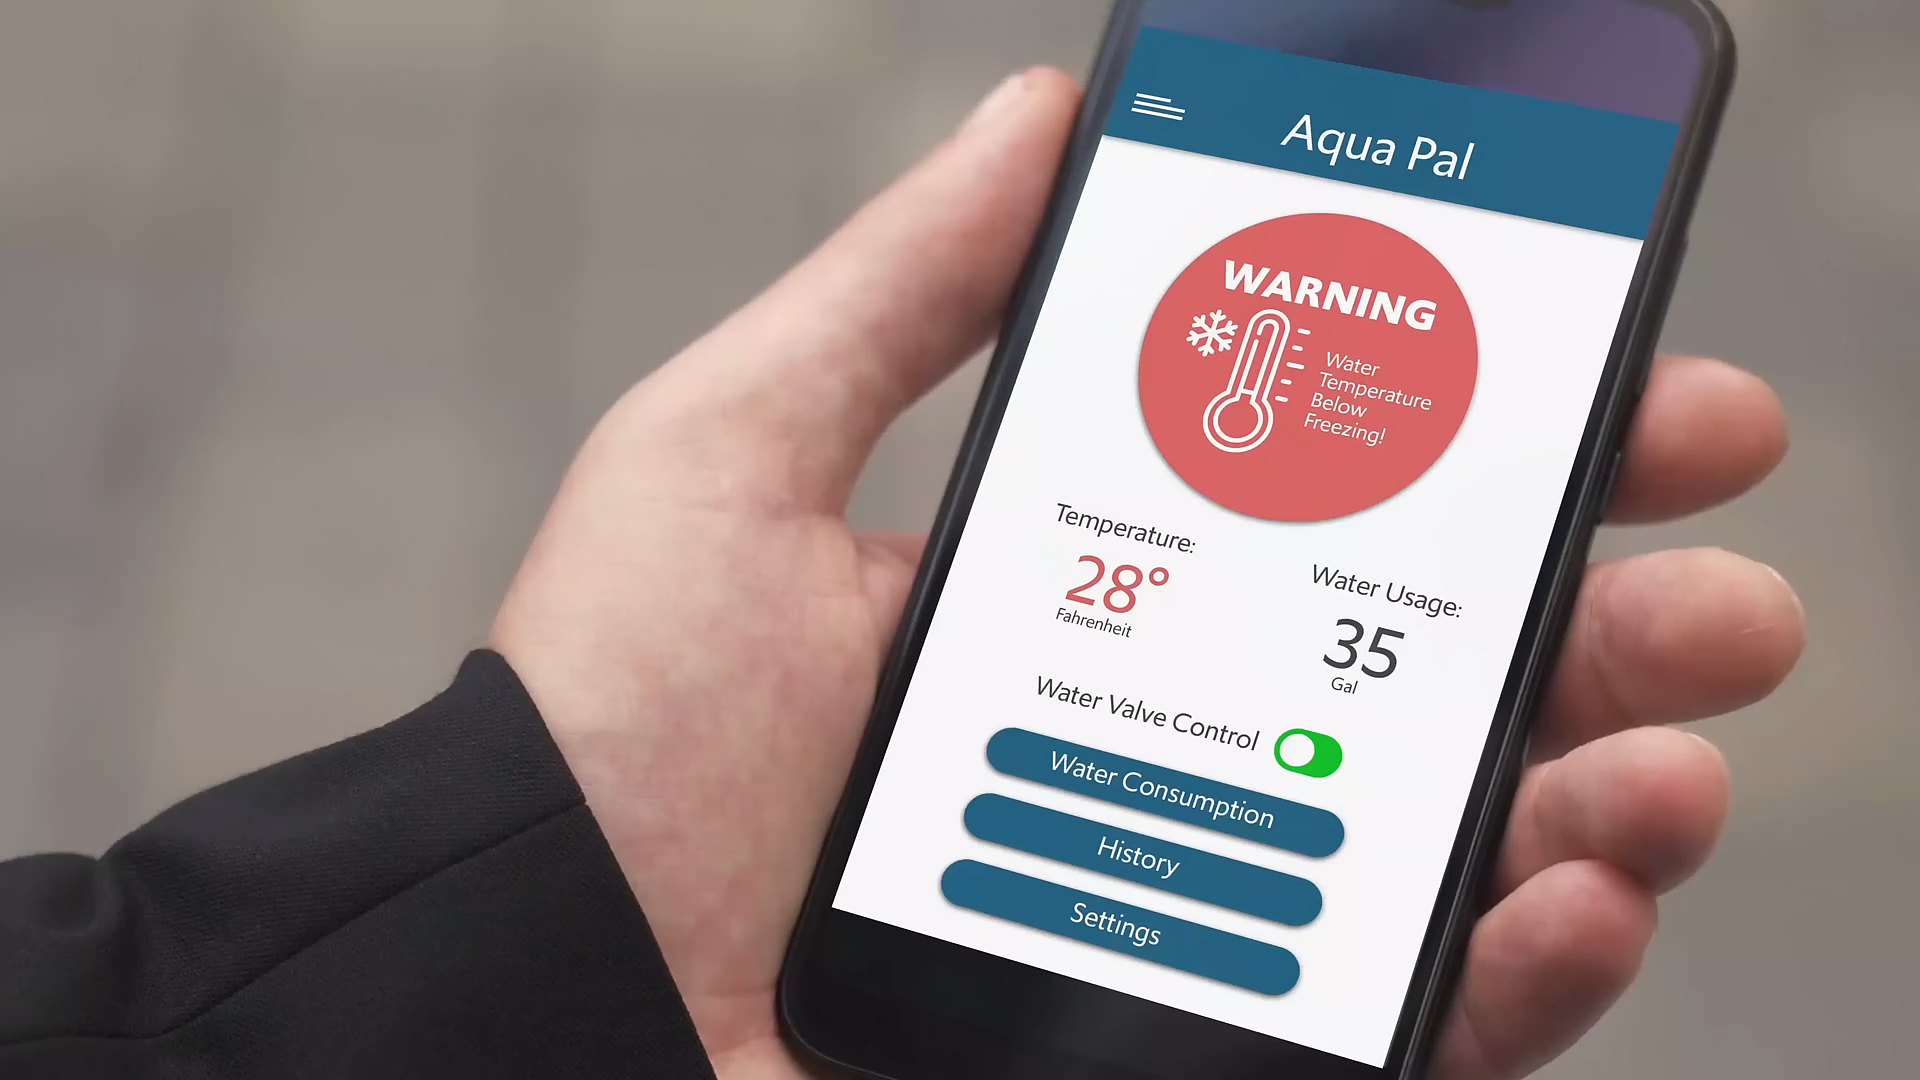 Aqua Pal
WARNING
Water
Temperature
Below
Freezing!
Temperature:
28°
Fahrenheit
Water Usage:
35
Gal
Water Valve Control
Water Consumption
History
Settings